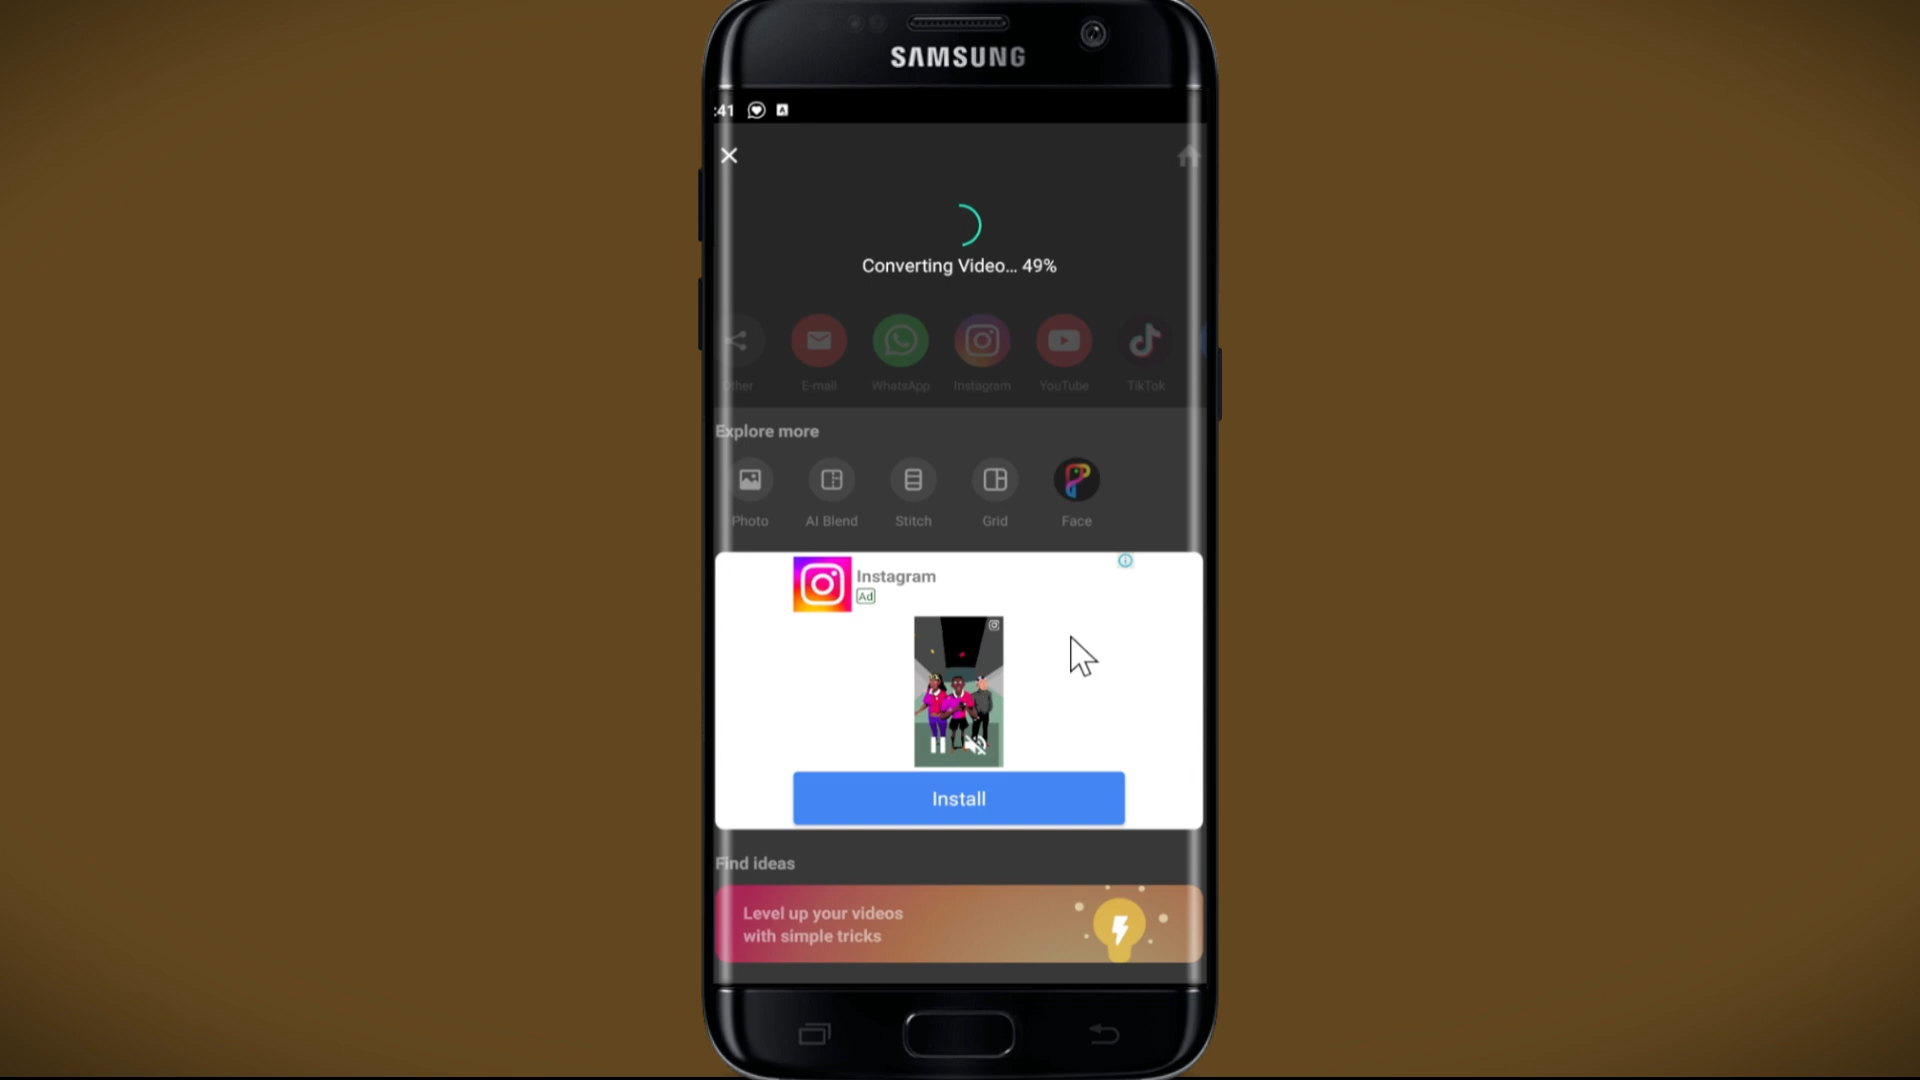 SAMSUNG
:41
Converting Video... 49%
Other
E-mail
WhatsApp
Instagram
YouTube
TikTok
Explore more
Photo
AI Blend
Stitch
Grid
Face
Instagram
Ad
Install
Find ideas
Level up your videos
with simple tricks